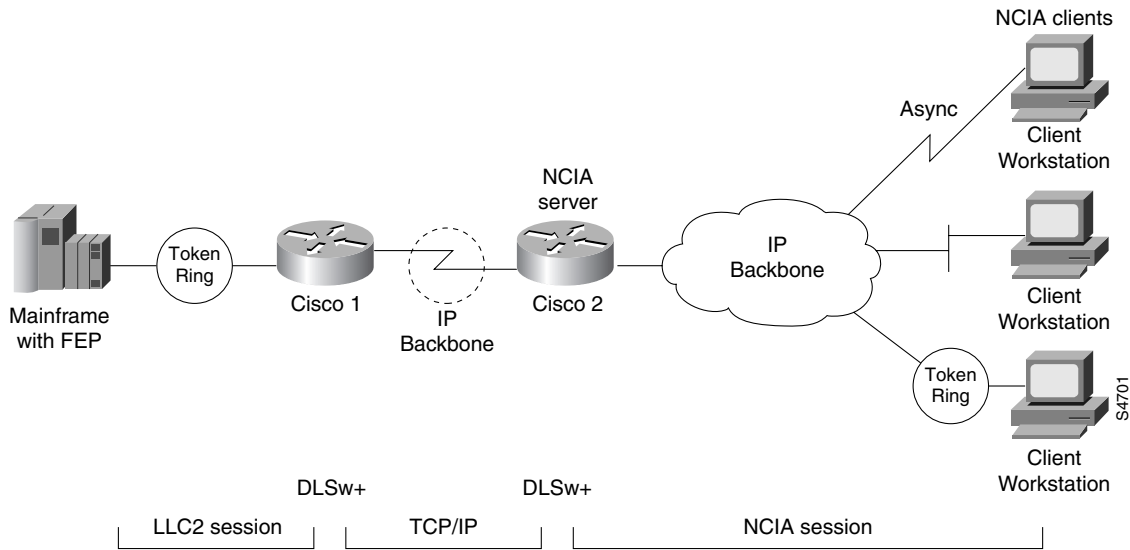 NCIA clients
Async
Client
Workstation
NCIA
server
Token
Ring
IP
Backbone
Mainframe
with FEP
Cisco 1
IP
Backbone
Cisco 2
Client
Workstation
Token
Ring
S4701
Client
Workstation
DLSw+
DLSw+
LLC2 session
TCP/IP
NCIA session